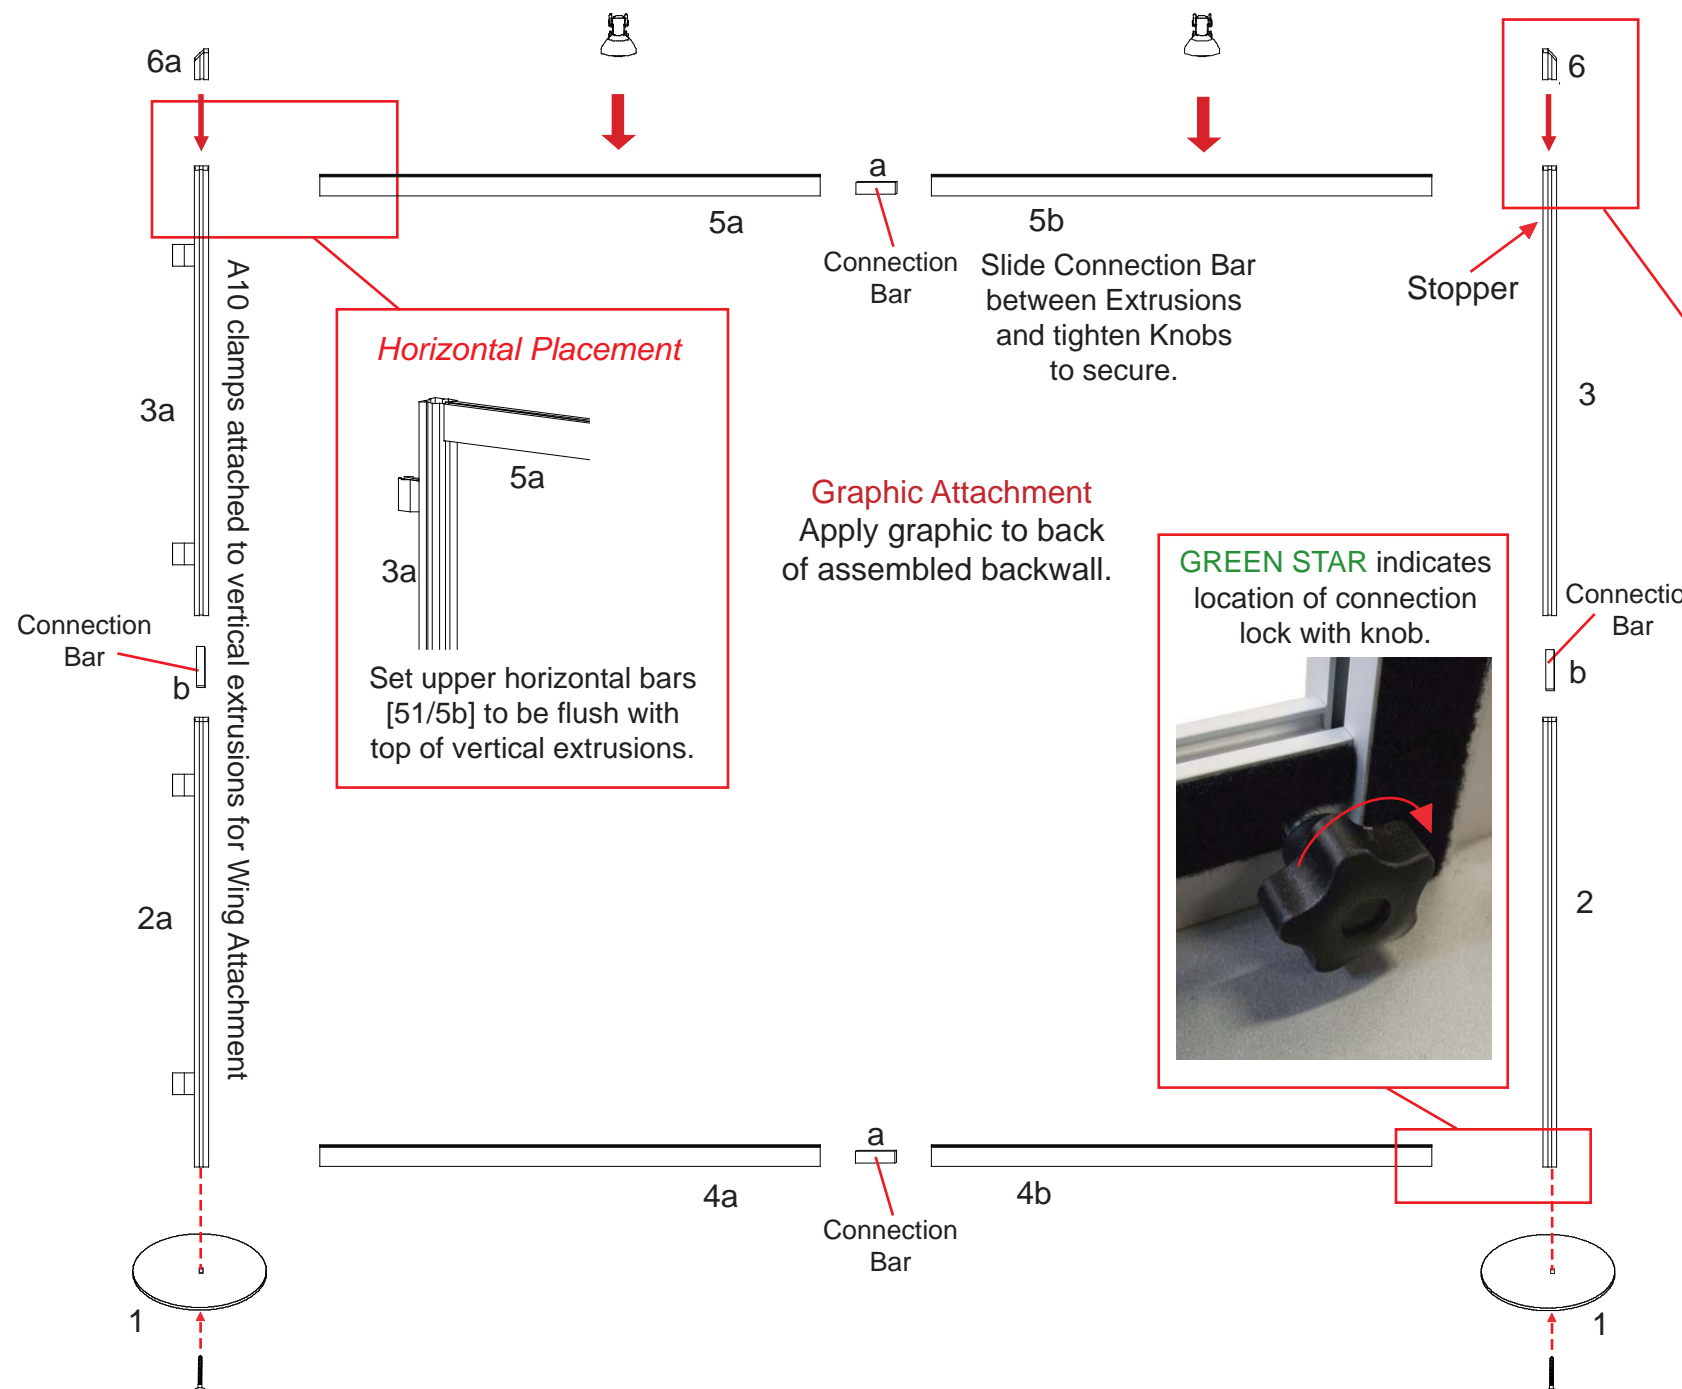 6a
6
a
5a
5b
Connection
Bar
Slide Connection Bar
between Extrusions
and tighten Knobs
to secure.
Stopper
A10 clamps attached to vertical extrusions for Wing Attachment
Horizontal Placement
5a
3a
Set upper horizontal bars
[51/5b] to be flush with
top of vertical extrusions.
3a
3
Graphic Attachment
Apply graphic to back
of assembled backwall.
GREEN STAR indicates
location of connection
lock with knob.
Connection
Bar
b
Connectio
Bar
b
2a
2
a
4a
4b
Connection
Bar
1
1